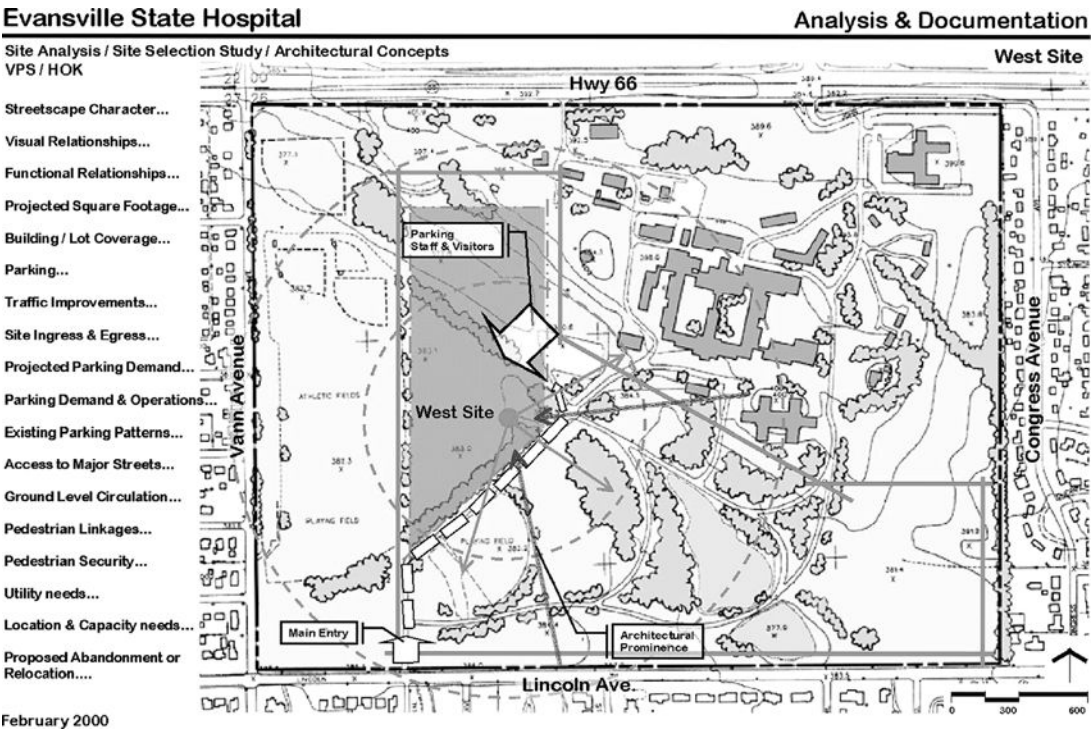 Evansville State Hospital
Analysis & Documentation
Site Analysis / Site Selection Study / Architectural Concepts
VPS / HOK
West Site
Hwy 66
Streetscape Character...
Visual Relationships...
Functional Relationships...
Projected Square Footage...
Building / Lot Coverage...
Parking...
Traffic Improvements...
Site Ingress & Egress...
Projected Parking Demand...
Parking Demand & Operations...
Existing Parking Patterns...
Access to Major Streets...
Ground Level Circulation...
Pedestrian Linkages...
Pedestrian Security...
Utility needs...
Location & Capacity needs...
Proposed Abandonment or
Relocation....
February 2000
Vann Avenue
Parking
Staff & Visitors
West Site
ATHLETIC FIELDS
PLAYING FIELD
PLAYING FIELD
Main Entry
Architectural
Prominence
Congress Avenue
LINCOLN
Lincoln Ave.
0 300 600